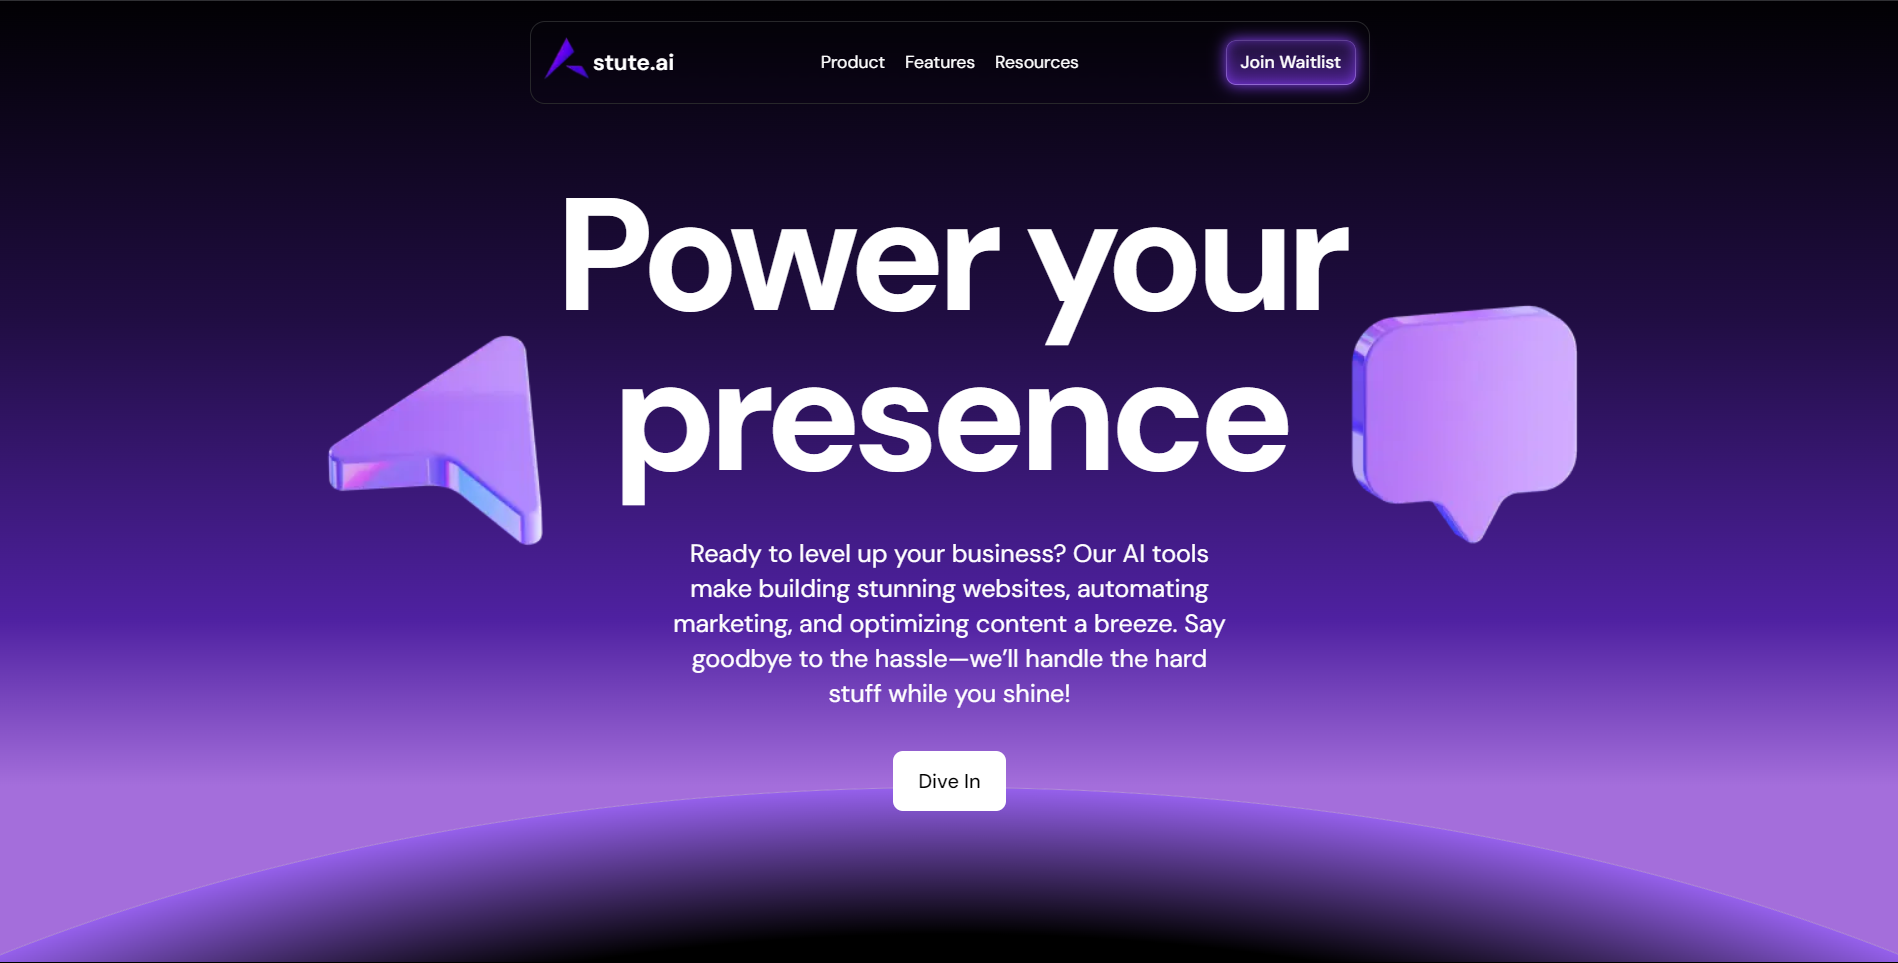 stute.ai
Product
Features
Resources
Join Waitlist
Power your
presence
Ready to level up your business? Our AI tools
make building stunning websites, automating
marketing, and optimizing content a breeze. Say
goodbye to the hassle—we’ll handle the hard
stuff while you shine!
Dive In